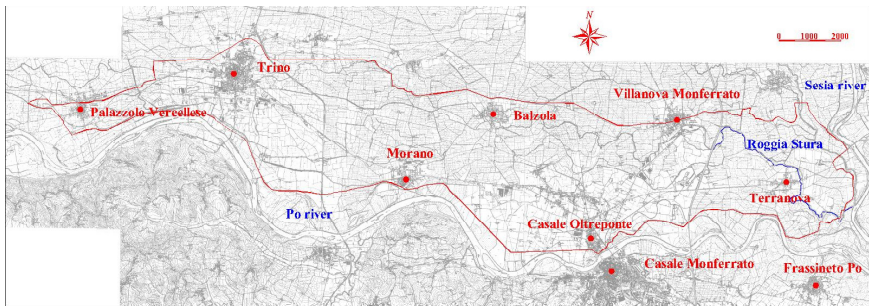 N
0 1000 2000
Trino
Sesia river
Villanova Monferrato
Palazzolo Vercellese
Balzola
Roggia Stura
Morano
Terranova
Po river
Casale Oltreponte
Casale Monferrato
Frassineto Po